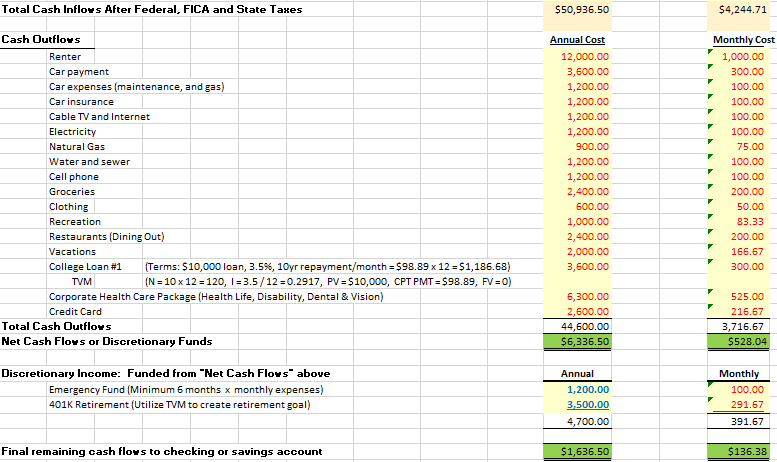 Total Cash Inflows After Federal, FICA and State Taxes $50,936.50 $4,244.71
Cash Outflows Annual Cost Monthly Cost
Renter 12,000.00 1,000.00
Car payment 3,600.00 300.00
Car expenses (maintenance, and gas) 1,200.00 100.00
Car insurance 1,200.00 100.00
Cable TV and Internet 1,200.00 100.00
Electricity 1,200.00 100.00
Natural Gas 900.00 75.00
Water and sewer 1,200.00 100.00
Cell phone 1,200.00 100.00
Groceries 2,400.00 200.00
Clothing 600.00 50.00
Recreation 1,000.00 83.33
Restaurants (Dining Out) 2,400.00 200.00
Vacations 2,000.00 166.67
College Loan #1 (Terms: $10,000 loan, 3.5%, 10yr repayment/month = $98.89 x 12 = $1,186.68) 3,600.00 300.00
TVM (N = 10 x 12 = 120, I = 3.5 / 12 = 0.2917, PV = $10,000, CPT PMT = $98.89, FV = 0)
Corporate Health Care Package (Health Life, Disability, Dental & Vision) 6,300.00 525.00
Credit Card 2,600.00 216.67
Total Cash Outflows 44,600.00 3,716.67
Net Cash Flows or Discretionary Funds $6,336.50 $528.04
Discretionary Income: Funded from "Net Cash Flows" above Annual Monthly
Emergency Fund (Minimum 6 months x monthly expenses) 1,200.00 100.00
401K Retirement (Utilize TVM to create retirement goal) 3,500.00 291.67
4,700.00 391.67
Final remaining cash flows to checking or savings account $1,636.50 $136.38